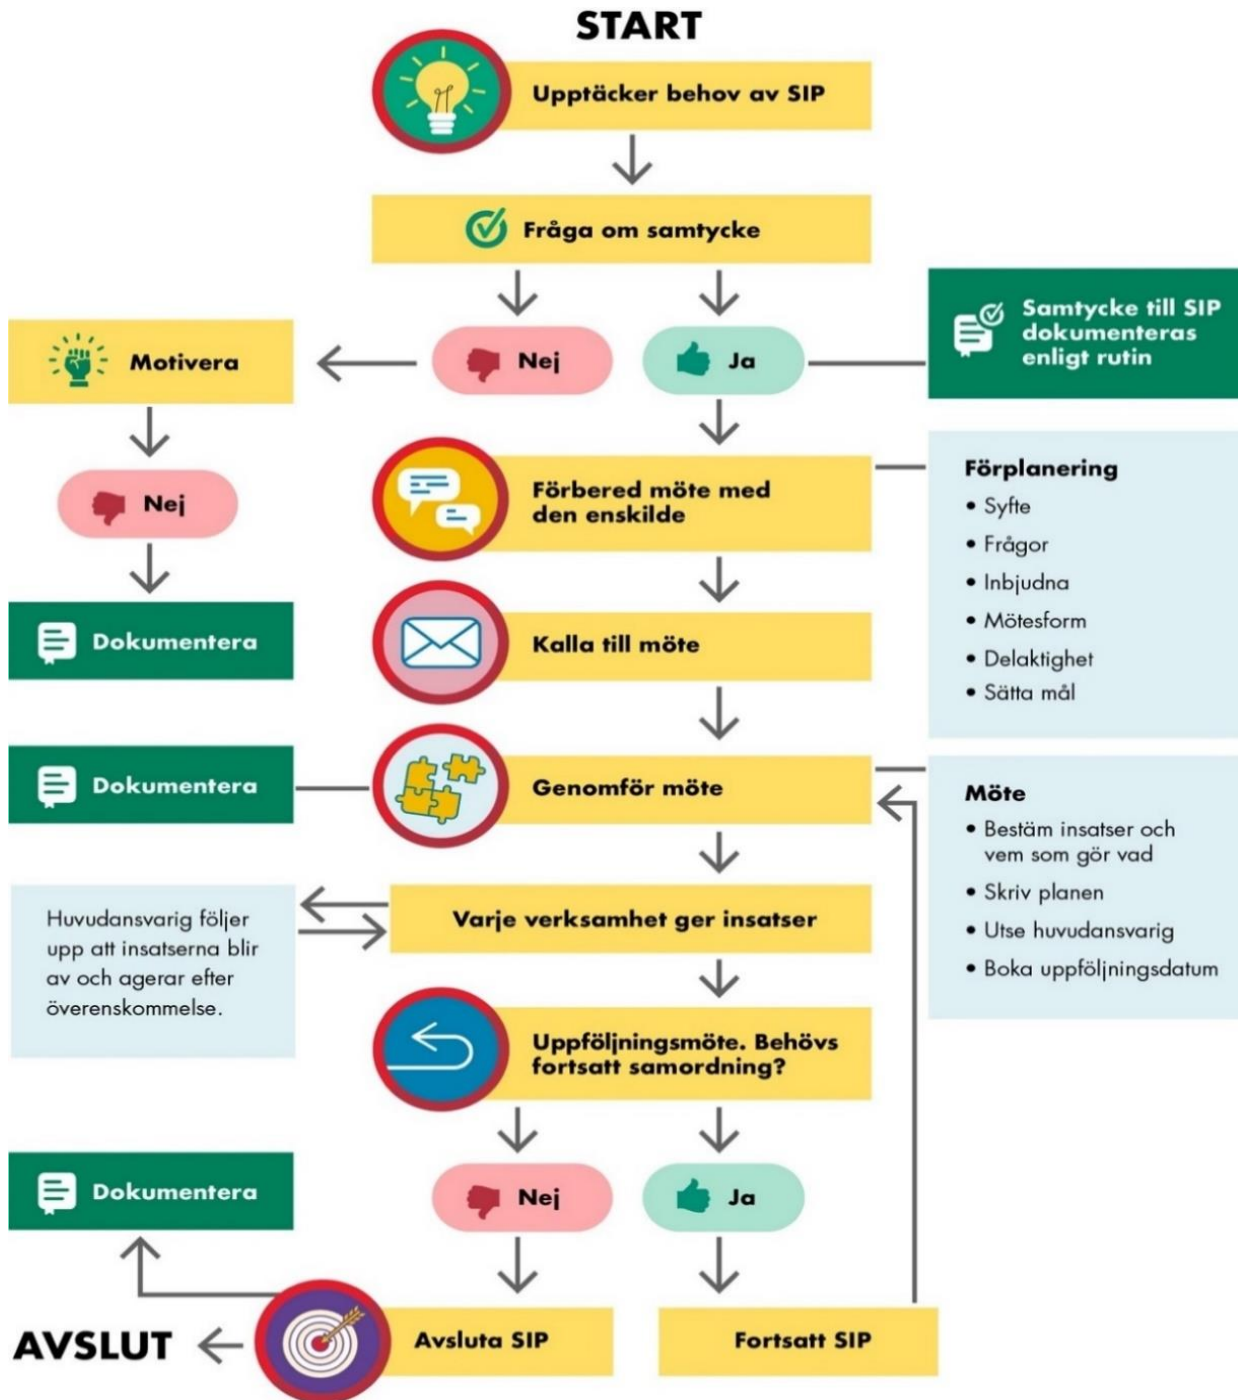 START
Upptäcker behov av SIP
Fråga om samtycke
Nej
Ja
Samtycke till SIP
dokumenteras
enligt rutin
Motivera
Nej
Dokumentera
Förbered möte med
den enskilde
Förplanering
• Syfte
• Frågor
• Inbjudna
• Mötesform
• Delaktighet
• Sätta mål
Kalla till möte
Dokumentera
Genomför möte
Möte
• Bestäm insatser och
vem som gör vad
• Skriv planen
• Utse huvudansvarig
• Boka uppföljningsdatum
Varje verksamhet ger insatser
Huvudansvarig följer
upp att insatserna blir
av och agerar efter
överenskommelse.
Uppföljningsmöte. Behövs
fortsatt samordning?
Nej
Ja
Dokumentera
AVSLUT
Avsluta SIP
Fortsatt SIP